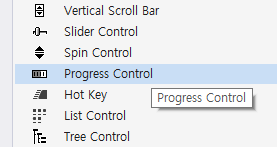 Vertical Scroll Bar
Slider Control
Spin Control
Progress Control
Hot Key
Progress Control
List Control
Tree Control